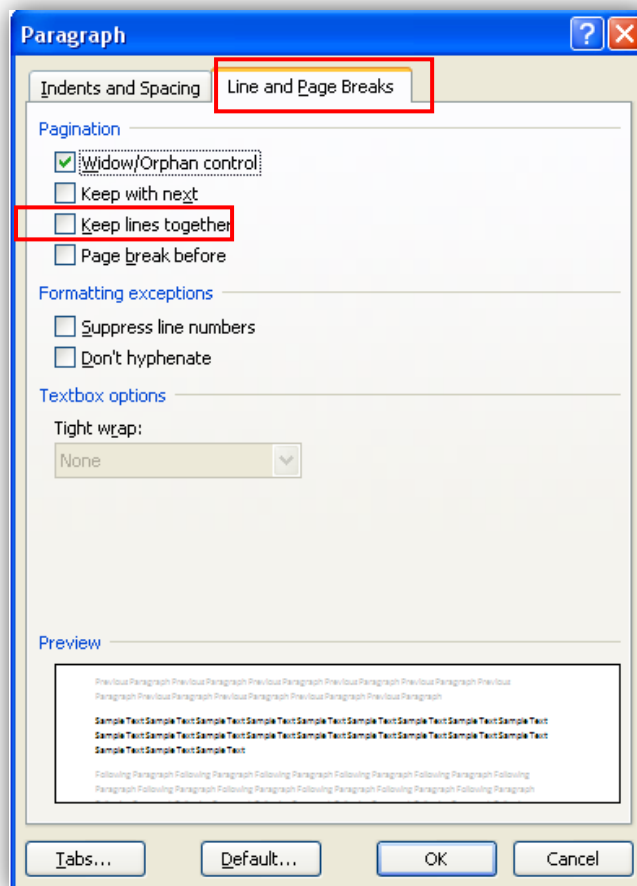 Paragraph
Indents and Spacing
Line and Page Breaks
Pagination
Widow/Orphan control
Keep with next
Keep lines together
Page break before
Formatting exceptions
Suppress line numbers
Don't hyphenate
Textbox options
Tight wrap:
None
Preview
Previous Paragraph Previous Paragraph Previous Paragraph Previous Paragraph Previous Paragraph Previous
Paragraph Previous Paragraph Previous Paragraph Previous Paragraph Previous Paragraph
Sample Text Sample Text Sample Text Sample Text Sample Text Sample Text Sample Text Sample Text Sample Text
Sample Text Sample Text Sample Text Sample Text Sample Text Sample Text Sample Text Sample Text Sample Text
Sample Text Sample Text Sample Text
Following Paragraph Following Paragraph Following Paragraph Following Paragraph Following Paragraph Following
Paragraph Following Paragraph Following Paragraph Following Paragraph Following Paragraph Following Paragraph
Tabs...
Default...
OK
Cancel